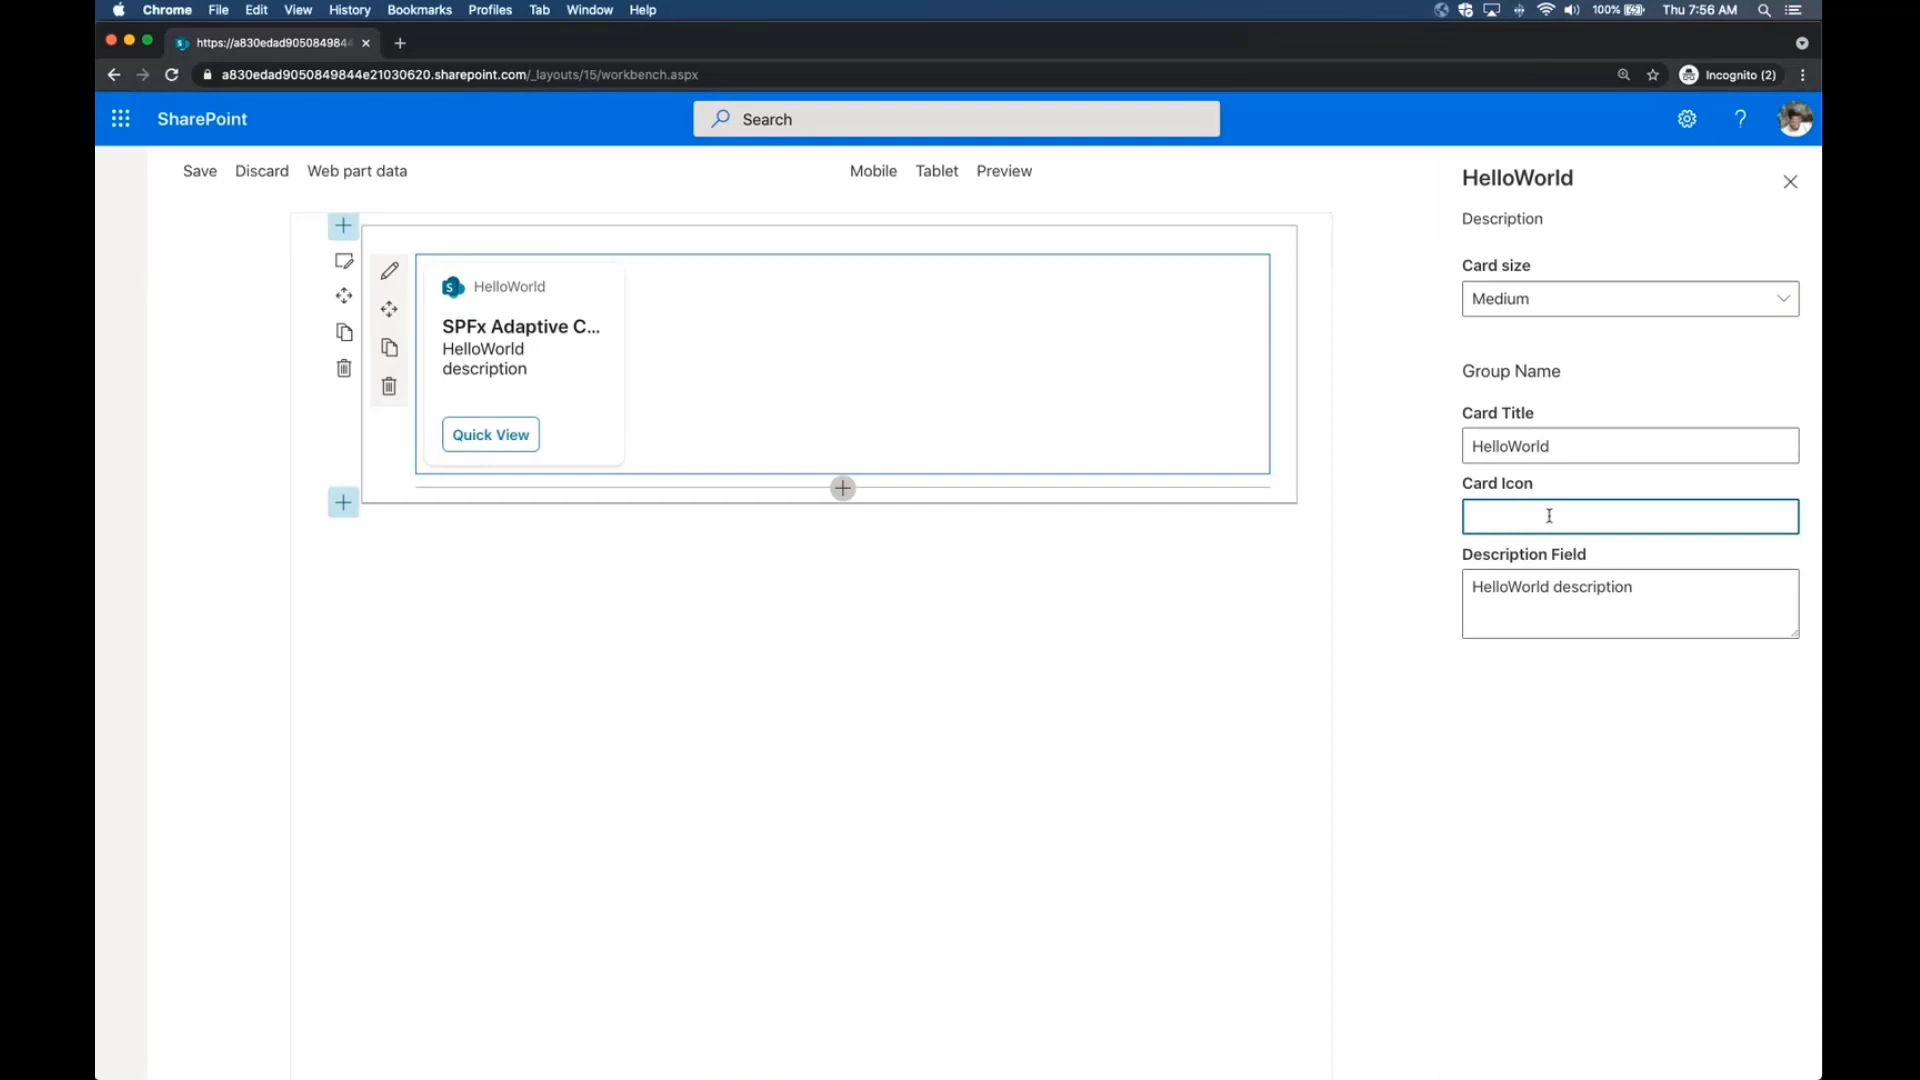 Chrome File Edit View History Bookmarks Profiles Tab Window Help 100% Thu 7:56 AM
https://a830edad9050849844
a830edad9050849844e21030620.sharepoint.com/_layouts/15/workbench.aspx Incognito (2)
SharePoint Search ?
Save Discard Web part data Mobile Tablet Preview
HelloWorld
Description
Card size
Medium
Group Name
Card Title
HelloWorld
Card Icon
Description Field
HelloWorld description
S HelloWorld
SPFx Adaptive C...
HelloWorld
description
Quick View